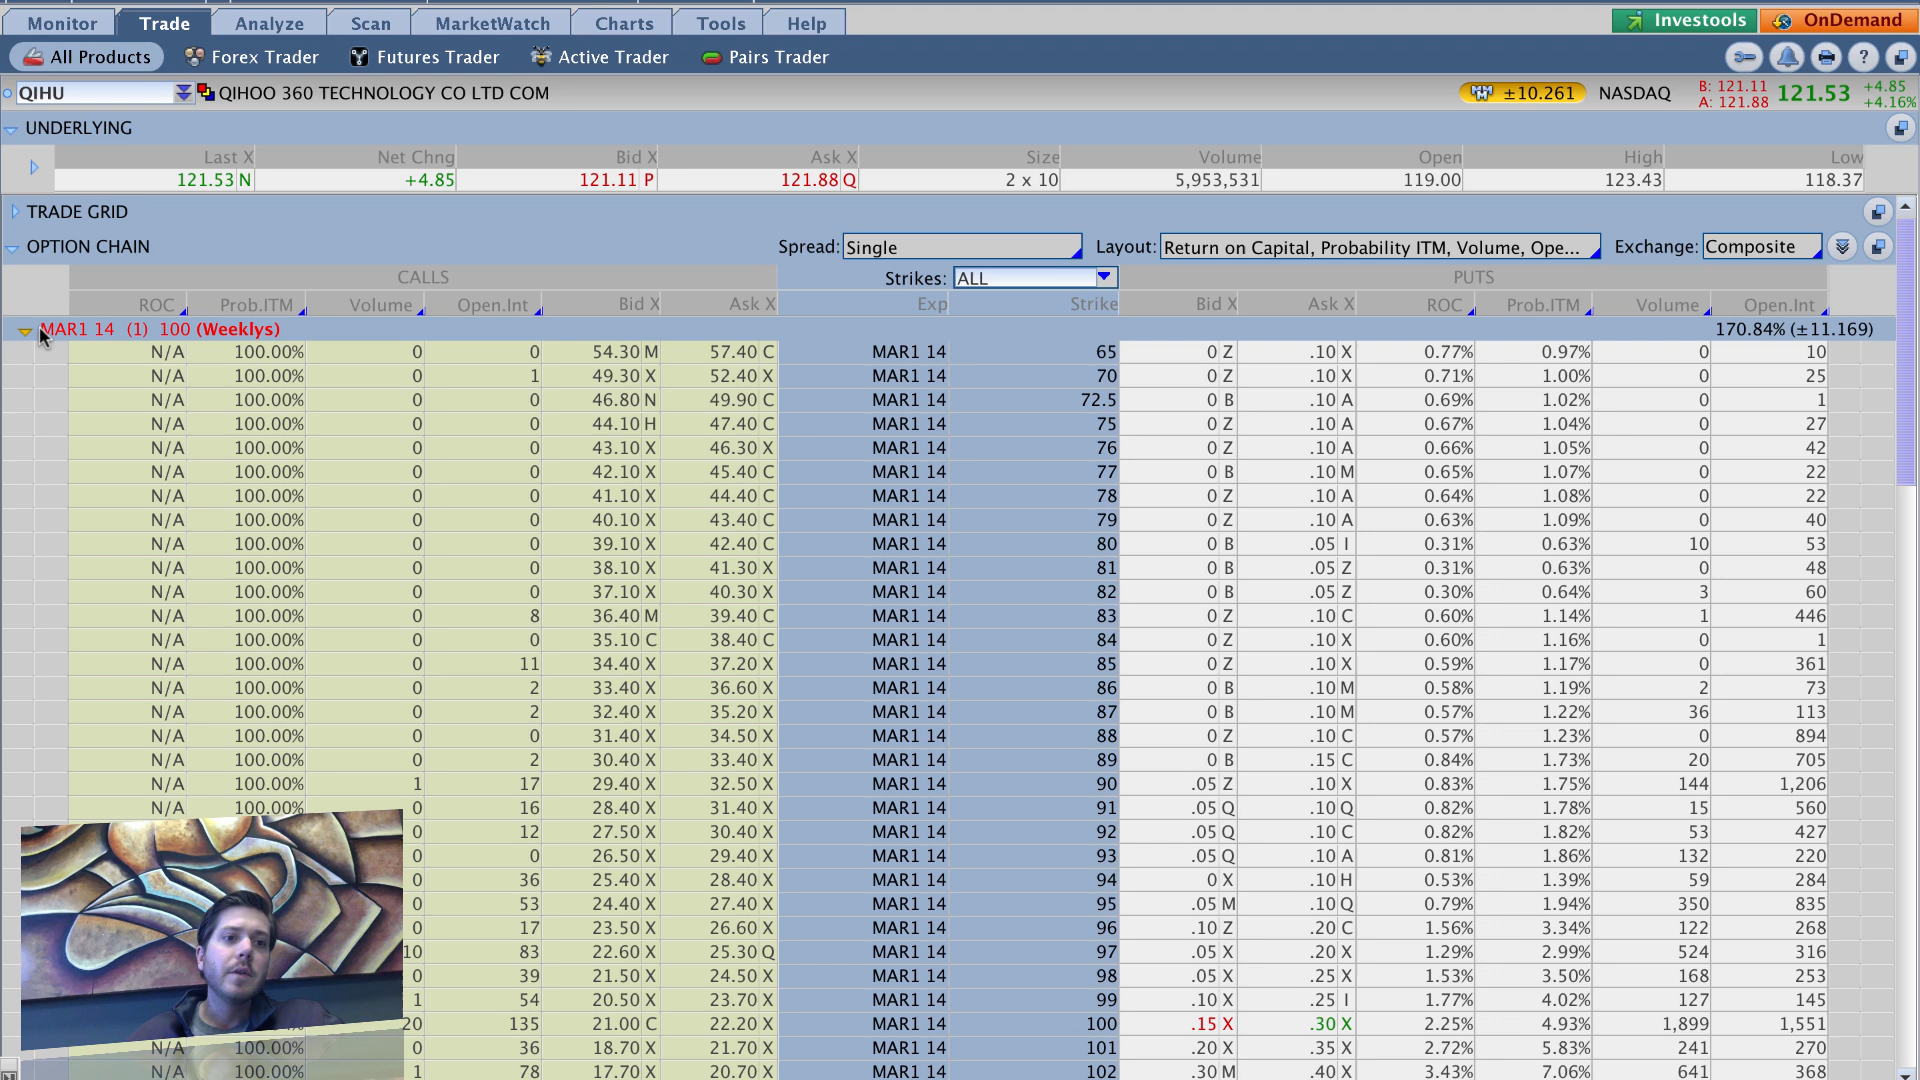 Monitor Trade Analyze Scan MarketWatch Charts Tools Help Investools OnDemand
All Products Forex Trader Futures Trader Active Trader Pairs Trader ?
QIHU QIHOO 360 TECHNOLOGY CO LTD COM ±10.261 NASDAQ B: 121.11 A: 121.88 121.53 +4.85 +4.16%
UNDERLYING
Last X Net Chng Bid X Ask X Size Volume Open High Low
121.53 N +4.85 121.11 P 121.88 Q 2 x 10 5,953,531 119.00 123.43 118.37
TRADE GRID
OPTION CHAIN Spread: Single Layout: Return on Capital, Probability ITM, Volume, Ope... Exchange: Composite
CALLS Strikes: ALL PUTS
ROC Prob.ITM Volume Open.Int Bid X Ask X Exp Strike Bid X Ask X ROC Prob.ITM Volume Open.Int
MAR1 14 (1) 100 (Weeklys) 170.84% (±11.169)
N/A 100.00% 0 0 54.30 M 57.40 C MAR1 14 65 0 Z .10 X 0.77% 0.97% 0 10
N/A 100.00% 0 1 49.30 X 52.40 X MAR1 14 70 0 Z .10 X 0.71% 1.00% 0 25
N/A 100.00% 0 0 46.80 N 49.90 C MAR1 14 72.5 0 B .10 A 0.69% 1.02% 0 1
N/A 100.00% 0 0 44.10 H 47.40 C MAR1 14 75 0 Z .10 A 0.67% 1.04% 0 27
N/A 100.00% 0 0 43.10 X 46.30 X MAR1 14 76 0 Z .10 A 0.66% 1.05% 0 42
N/A 100.00% 0 0 42.10 X 45.40 C MAR1 14 77 0 B .10 M 0.65% 1.07% 0 22
N/A 100.00% 0 0 41.10 X 44.40 C MAR1 14 78 0 Z .10 A 0.64% 1.08% 0 22
N/A 100.00% 0 0 40.10 X 43.40 C MAR1 14 79 0 Z .10 A 0.63% 1.09% 0 40
N/A 100.00% 0 0 39.10 X 42.40 C MAR1 14 80 0 B .05 I 0.31% 0.63% 10 53
N/A 100.00% 0 0 38.10 X 41.30 X MAR1 14 81 0 B .05 Z 0.31% 0.63% 0 48
N/A 100.00% 0 0 37.10 X 40.30 X MAR1 14 82 0 B .05 Z 0.30% 0.64% 3 60
N/A 100.00% 0 8 36.40 M 39.40 C MAR1 14 83 0 Z .10 C 0.60% 1.14% 1 446
N/A 100.00% 0 0 35.10 C 38.40 C MAR1 14 84 0 Z .10 X 0.60% 1.16% 0 1
N/A 100.00% 0 11 34.40 X 37.20 X MAR1 14 85 0 Z .10 X 0.59% 1.17% 0 361
N/A 100.00% 0 2 33.40 X 36.60 X MAR1 14 86 0 B .10 M 0.58% 1.19% 2 73
N/A 100.00% 0 2 32.40 X 35.20 X MAR1 14 87 0 B .10 M 0.57% 1.22% 36 113
N/A 100.00% 0 0 31.40 X 34.50 X MAR1 14 88 0 Z .10 C 0.57% 1.23% 0 894
N/A 100.00% 0 2 30.40 X 33.40 X MAR1 14 89 0 B .15 C 0.84% 1.73% 20 705
N/A 100.00% 1 17 29.40 X 32.50 X MAR1 14 90 .05 Z .10 X 0.83% 1.75% 144 1,206
N/A 100.00% 0 16 28.40 X 31.40 X MAR1 14 91 .05 Q .10 Q 0.82% 1.78% 15 560
0 12 27.50 X 30.40 X MAR1 14 92 .05 Q .10 C 0.82% 1.82% 53 427
0 0 26.50 X 29.40 X MAR1 14 93 .05 Q .10 A 0.81% 1.86% 132 220
0 36 25.40 X 28.40 X MAR1 14 94 0 X .10 H 0.53% 1.39% 59 284
0 53 24.40 X 27.40 X MAR1 14 95 .05 M .10 Q 0.79% 1.94% 350 835
0 17 23.50 X 26.60 X MAR1 14 96 .10 Z .20 C 1.56% 3.34% 122 268
10 83 22.60 X 25.30 Q MAR1 14 97 .05 X .20 X 1.29% 2.99% 524 316
0 39 21.50 X 24.50 X MAR1 14 98 .05 X .25 X 1.53% 3.50% 168 253
1 54 20.50 X 23.70 X MAR1 14 99 .10 X .25 I 1.77% 4.02% 127 145
20 135 21.00 C 22.20 X MAR1 14 100 .15 X .30 X 2.25% 4.93% 1,899 1,551
N/A 100.00% 0 36 18.70 X 21.70 X MAR1 14 101 .20 X .35 X 2.72% 5.83% 241 270
N/A 100.00% 1 78 17.70 X 20.70 X MAR1 14 102 .30 M .40 X 3.43% 7.06% 641 368